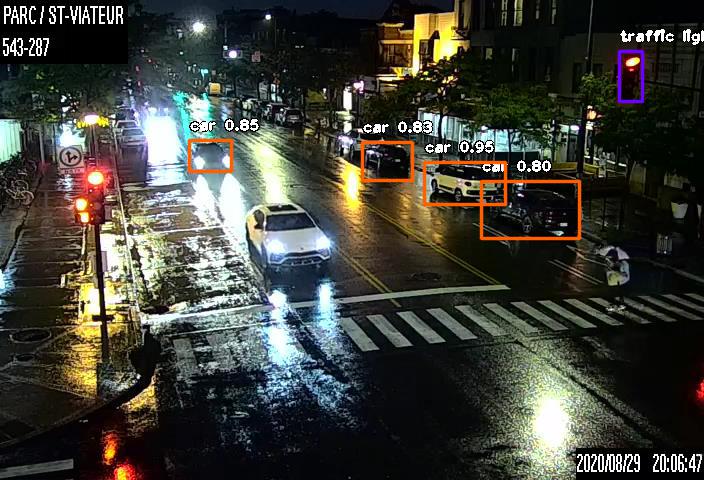 PARC / ST-VIATEUR
543-287
traffic lig
car 0.85
car 0.83
car 0.95
car 0.80
2020/08/29 20:06:47